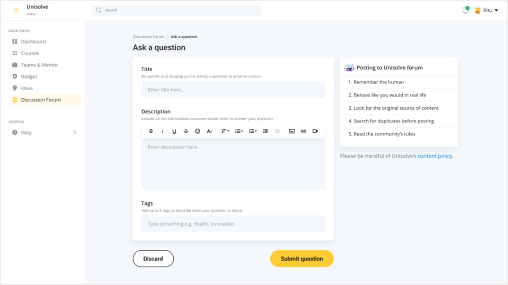 Unisolve
India
Search
2
Ritu
MAIN MENU
Dashboard
Courses
Teams & Mentor
Badges
Ideas
Discussion Forum
GENERAL
Help
Discussion Forum > Ask a question
Ask a question
Title
Be specific and imaging you're asking a question to another person
Enter title here...
Description
Include all the information someone would need to answer your question
B I U S
Enter description here...
Tags
Add up to 5 tags to describe what your question is about
Type something e.g. Health, Innovation
Discard
Submit question
Posting to Unisolve forum
1. Remember the human
2. Behave like you would in real life
3. Look for the original source of content
4. Search for duplicates before posting
5. Read the community's rules
Please be mindful of Unisolve's content policy.